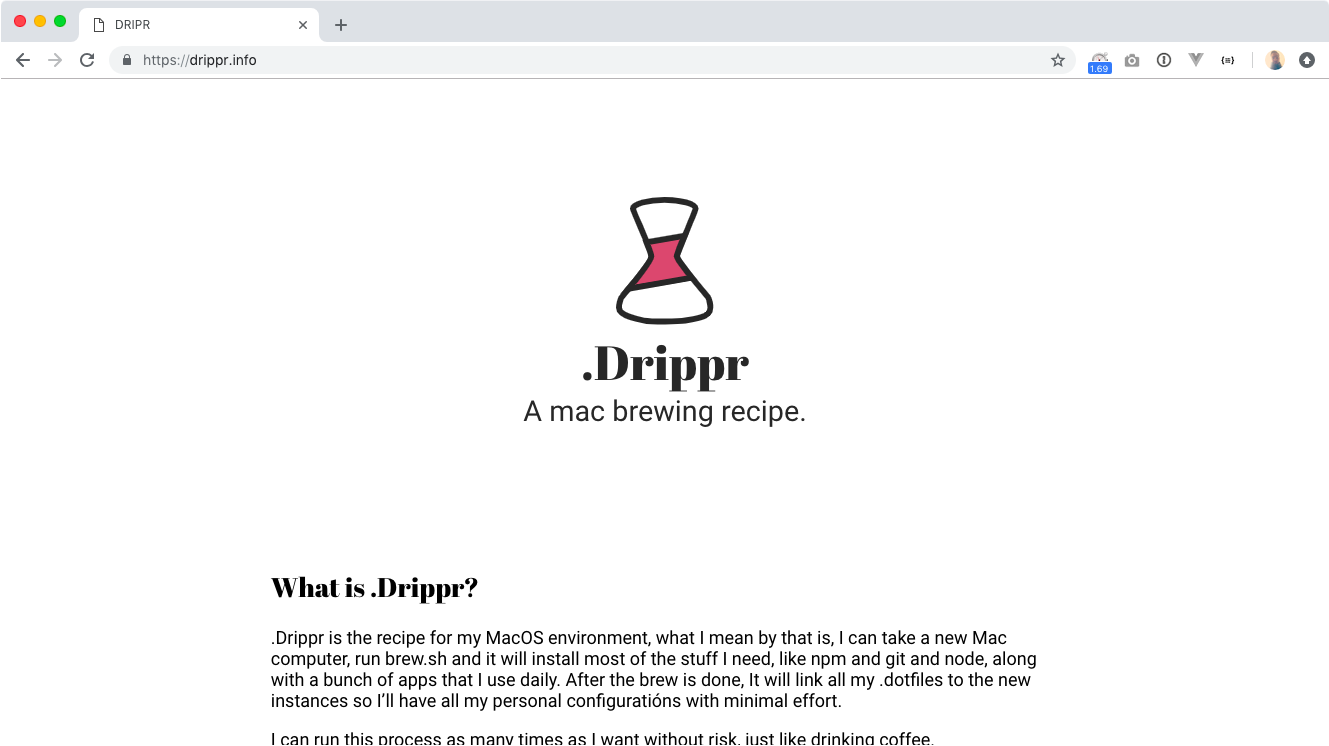 DRIPR
https://drippr.info
1.69
.Drippr
A mac brewing recipe.
What is .Drippr?
.Drippr is the recipe for my MacOS environment, what I mean by that is, I can take a new Mac
computer, run brew.sh and it will install most of the stuff I need, like npm and git and node, along
with a bunch of apps that I use daily. After the brew is done, It will link all my .dotfiles to the new
instances so I’ll have all my personal configuratións with minimal effort.
I can run this process as many times as I want without risk, just like drinking coffee.